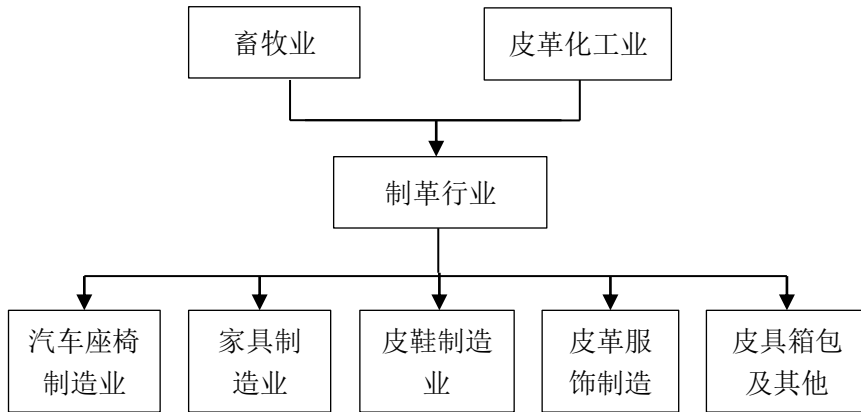 畜牧业
皮革化工业
制革行业
汽车座椅
制造业
家具制
造业
皮鞋制造
业
皮革服
饰制造
皮具箱包
及其他